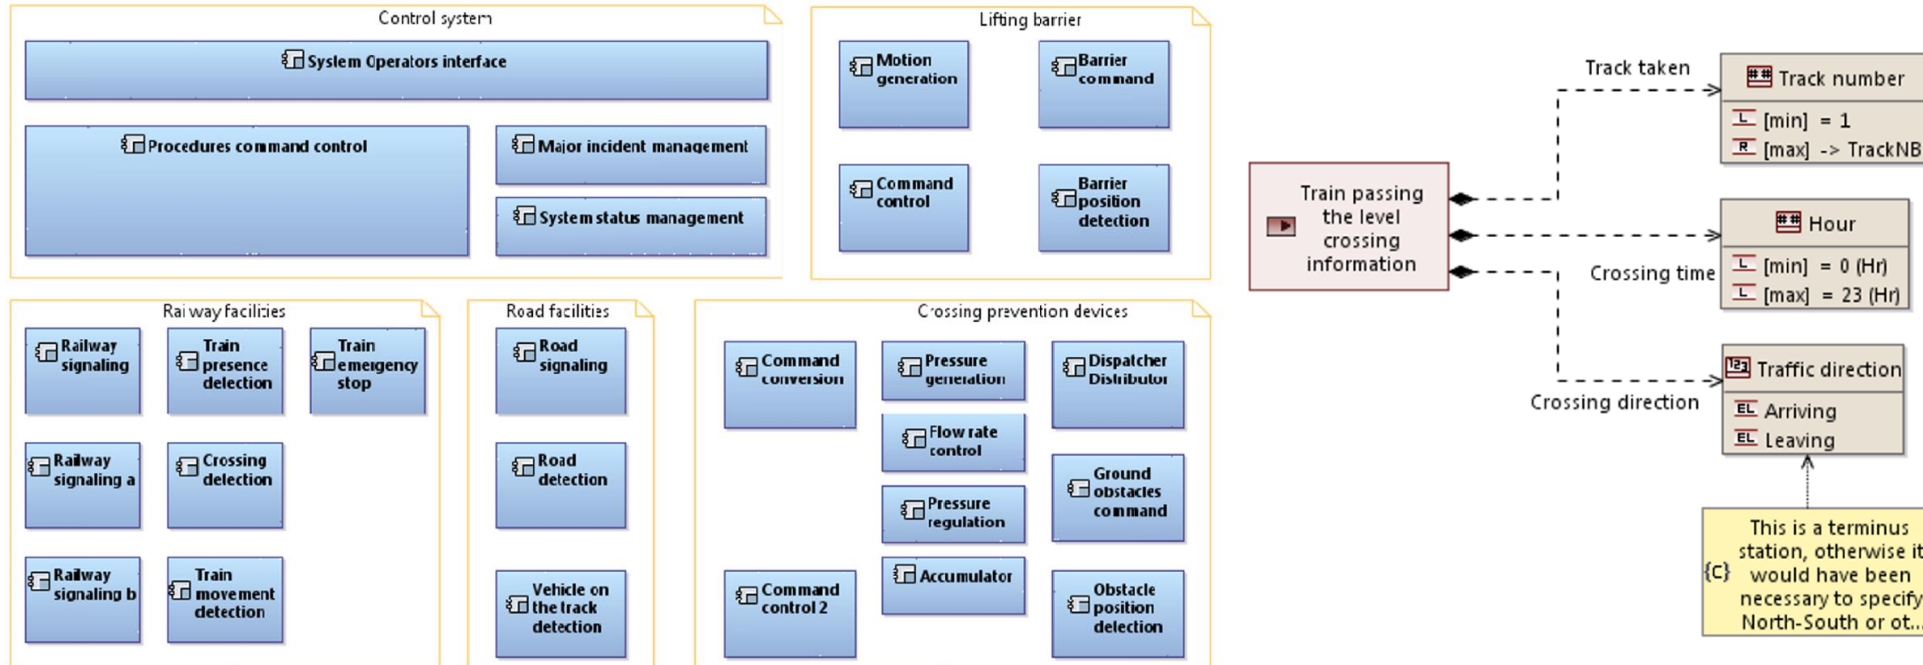 Control system
System Operators interface
Procedures command control
Major incident management
System status management
Lifting barrier
Motion
generation
Barrier
command
Command
control
Barrier
position
detection
Railway facilities
Railway
signaling
Train
presence
detection
Train
emergency
stop
Railway
signaling a
Crossing
detection
Railway
signaling b
Train
movement
detection
Road facilities
Road
signaling
Road
detection
Vehicle on
the track
detection
Crossing prevention devices
Command
conversion
Pressure
generation
Dispatcher
Distributor
Flow rate
control
Ground
obstacles
command
Pressure
regulation
Accumulator
Command
control 2
Obstacle
position
detection
Train passing
the level
crossing
information
Track taken
## Track number
L [min] = 1
R [max] -> TrackNB
## Hour
Crossing time
L [min] = 0 (Hr)
L [max] = 23 (Hr)
123 Traffic direction
Crossing direction
EL Arriving
EL Leaving
This is a terminus
station, otherwise it
{C} would have been
necessary to specify
North-South or ot...